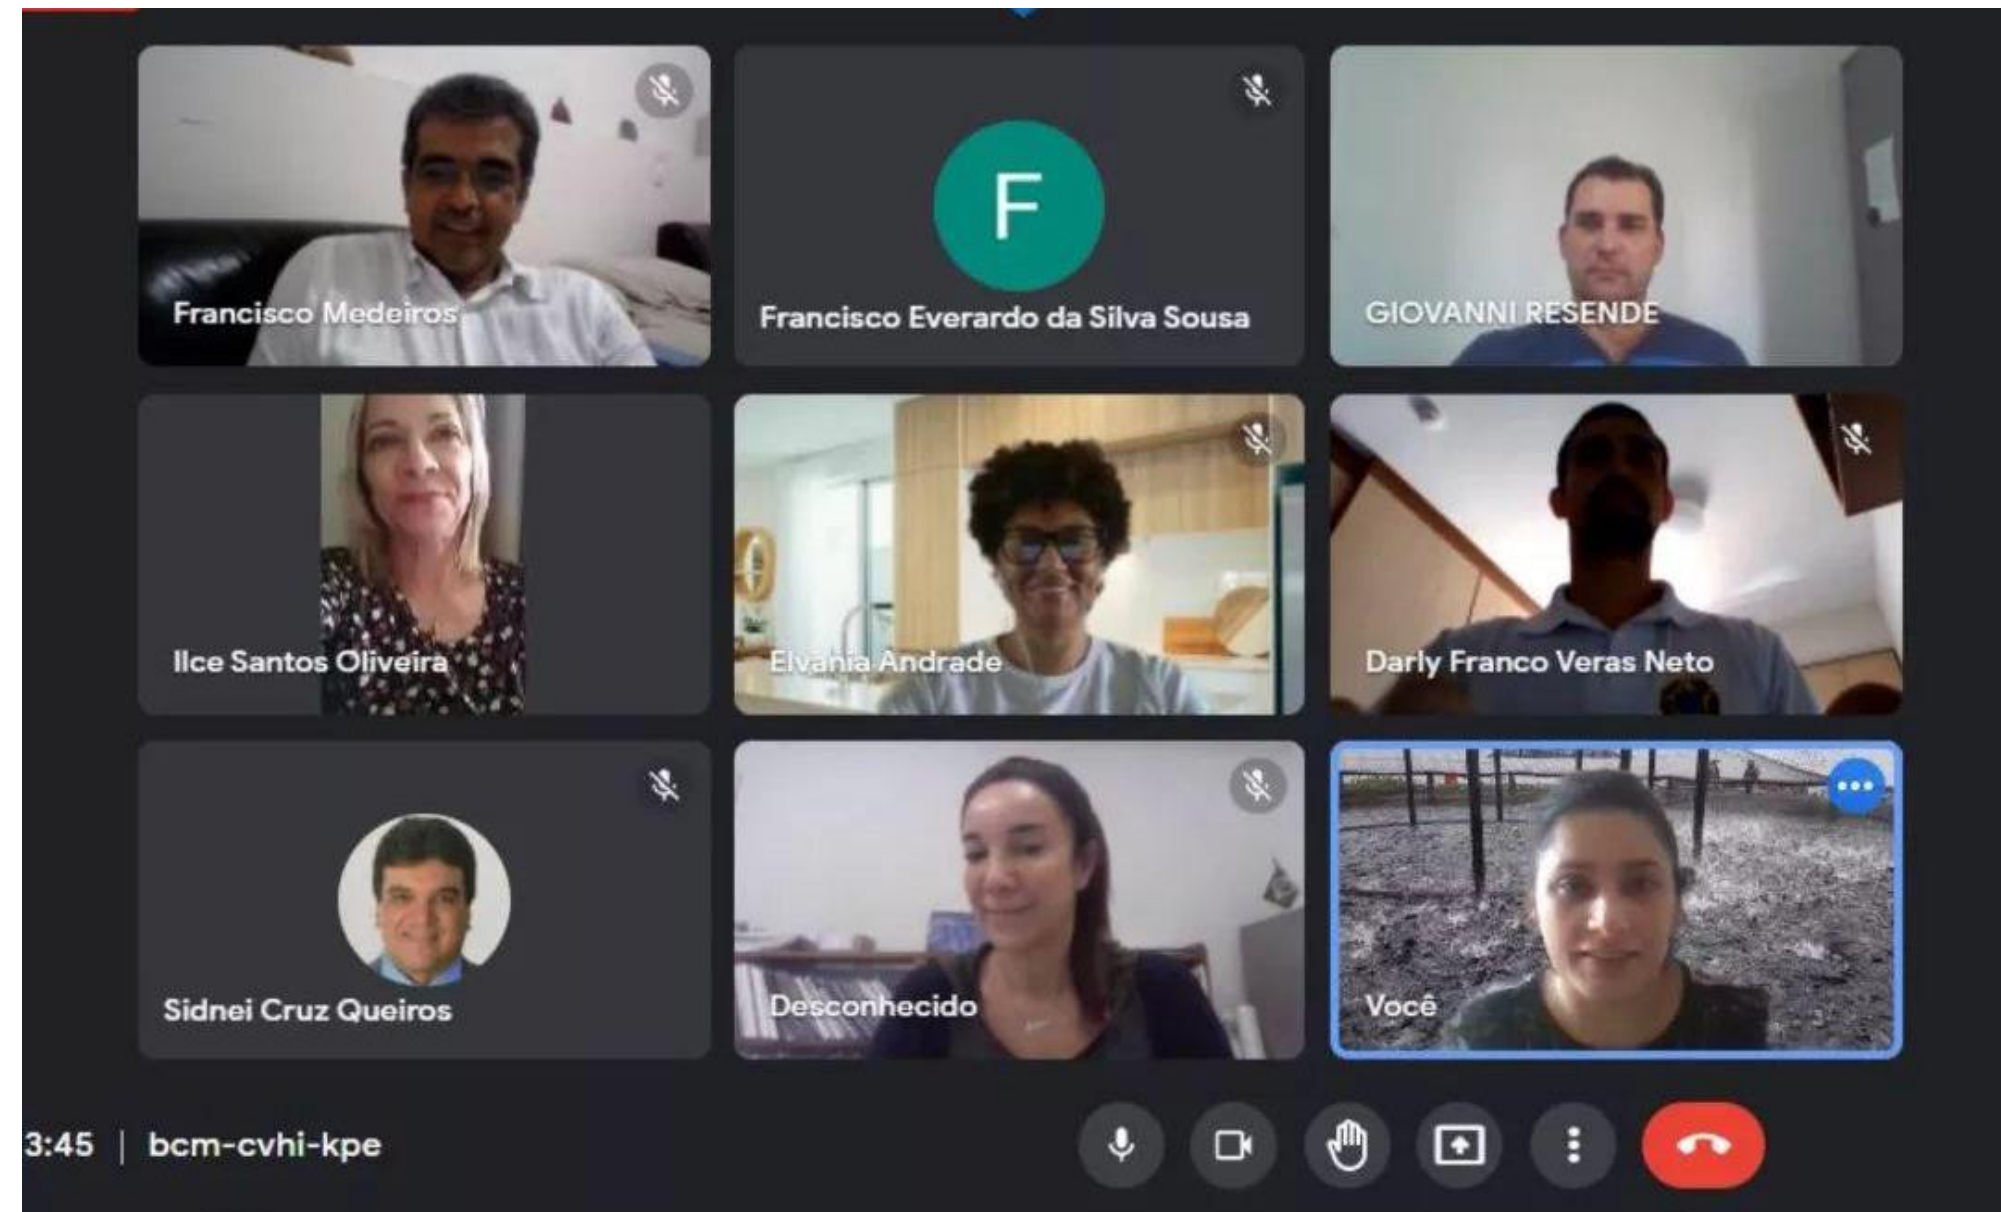 Francisco Medeiros
F
Francisco Everardo da Silva Sousa
GIOVANNI RESENDE
Ilce Santos Oliveira
Elvania Andrade
Darly Franco Veras Neto
Sidnei Cruz Queiros
Desconhecido
Você
3:45 | bcm-cvhi-kpe